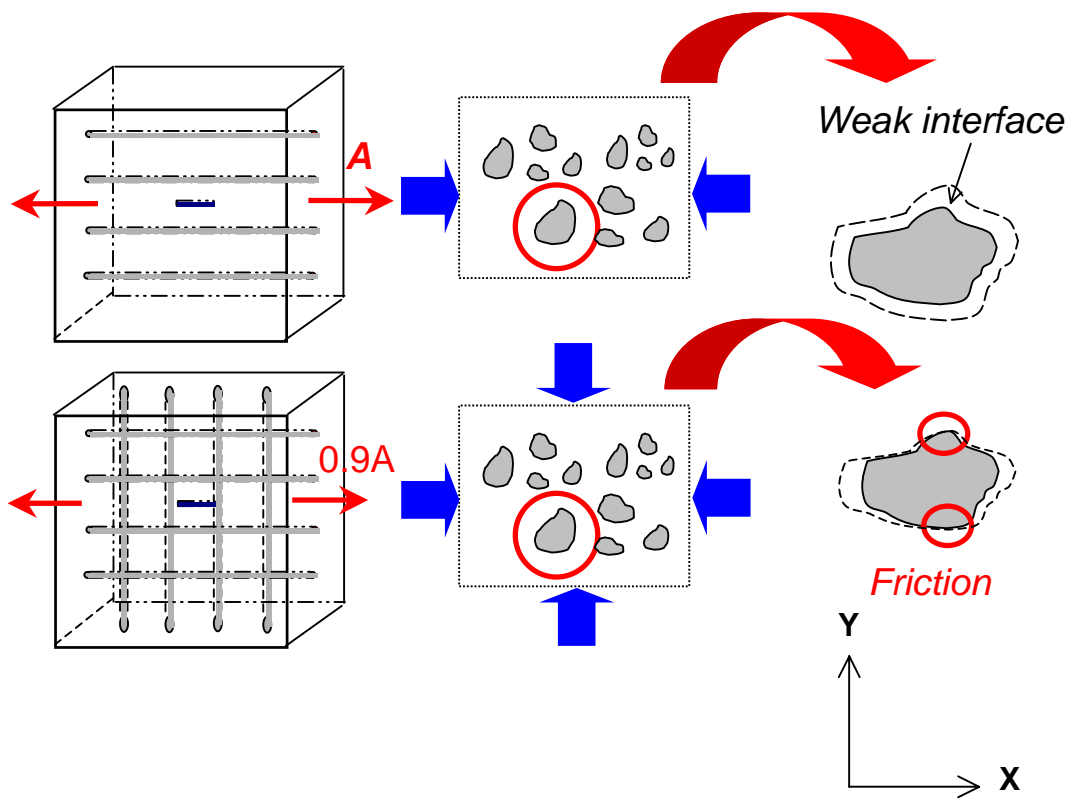 A
Weak interface
0.9A
Friction
Y
X